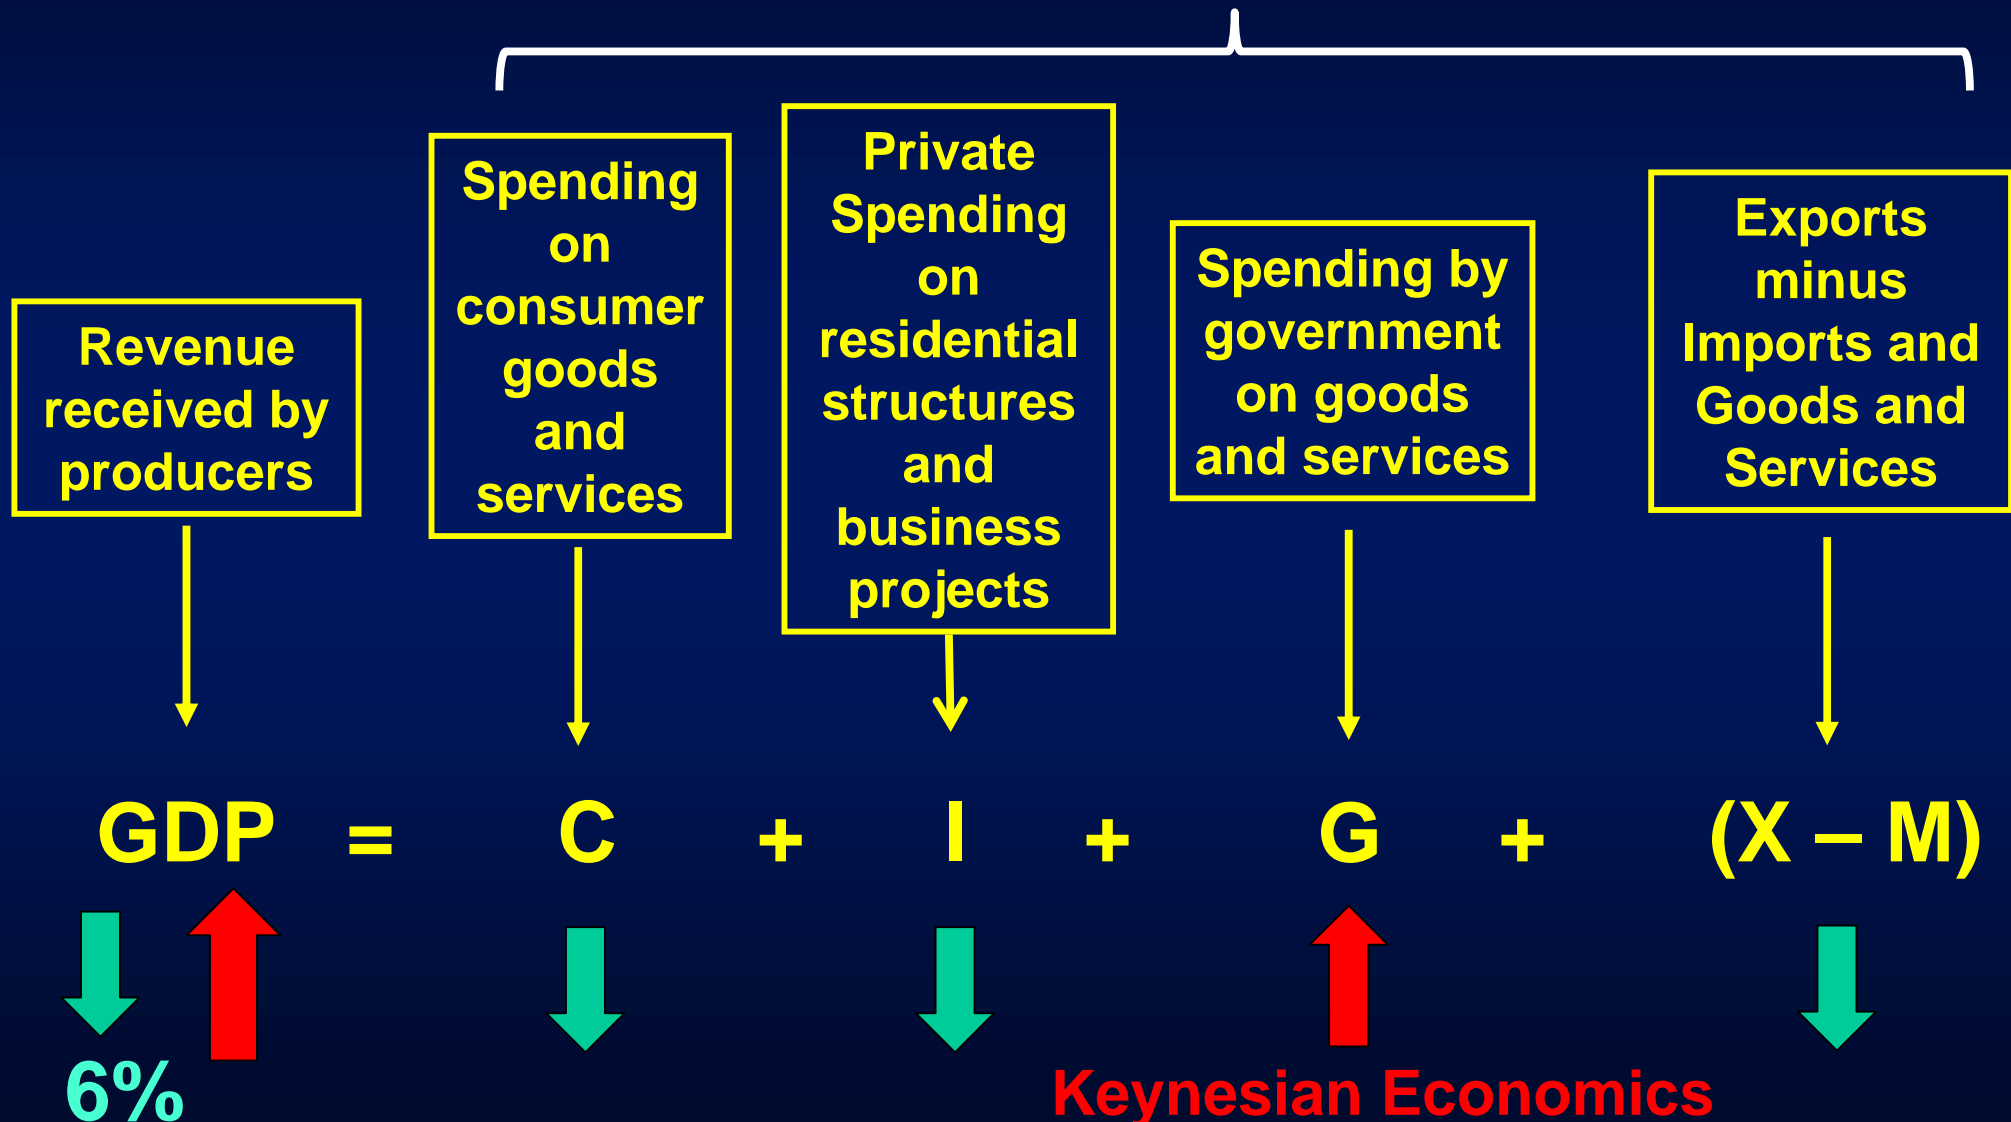 Revenue
received by
producers
Spending
on
consumer
goods
and
services
Private
Spending
on
residential
structures
and
business
projects
Spending by
government
on goods
and services
Exports
minus
Imports and
Goods and
Services
GDP = C + I + G + (X – M)
6%
Keynesian Economics